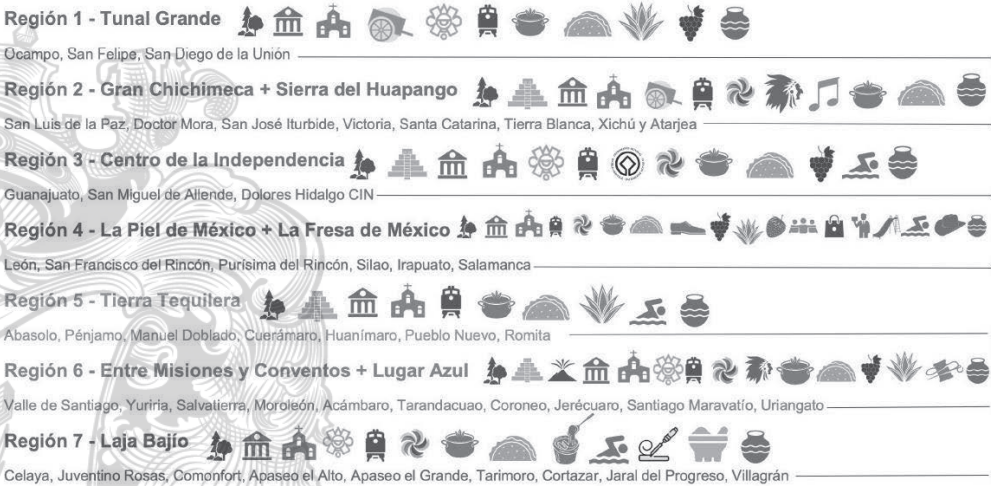 Región 1 - Tunal Grande
Ocampo, San Felipe, San Diego de la Unión
Región 2 - Gran Chichimeca + Sierra del Huapango
San Luis de la Paz, Doctor Mora, San José Iturbide, Victoria, Santa Catarina, Tierra Blanca, Xichú y Atarjea
Región 3 - Centro de la Independencia
Guanajuato, San Miguel de Allende, Dolores Hidalgo CIN
Región 4 - La Piel de México + La Fresa de México
León, San Francisco del Rincón, Purísima del Rincón, Silao, Irapuato, Salamanca
Región 5 - Tierra Tequilera
Abasolo, Pénjamo, Manuel Doblado, Cuerámaro, Huanímaro, Pueblo Nuevo, Romita
Región 6 - Entre Misiones y Conventos + Lugar Azul
Valle de Santiago, Yuriria, Salvatierra, Moroleón, Acámbaro, Tarandacuao, Coroneo, Jerécuaro, Santiago Maravatío, Uriangato
Región 7 - Laja Bajío
Celaya, Juventino Rosas, Comonfort, Apaseo el Alto, Apaseo el Grande, Tarimoro, Cortazar, Jaral del Progreso, Villagrán